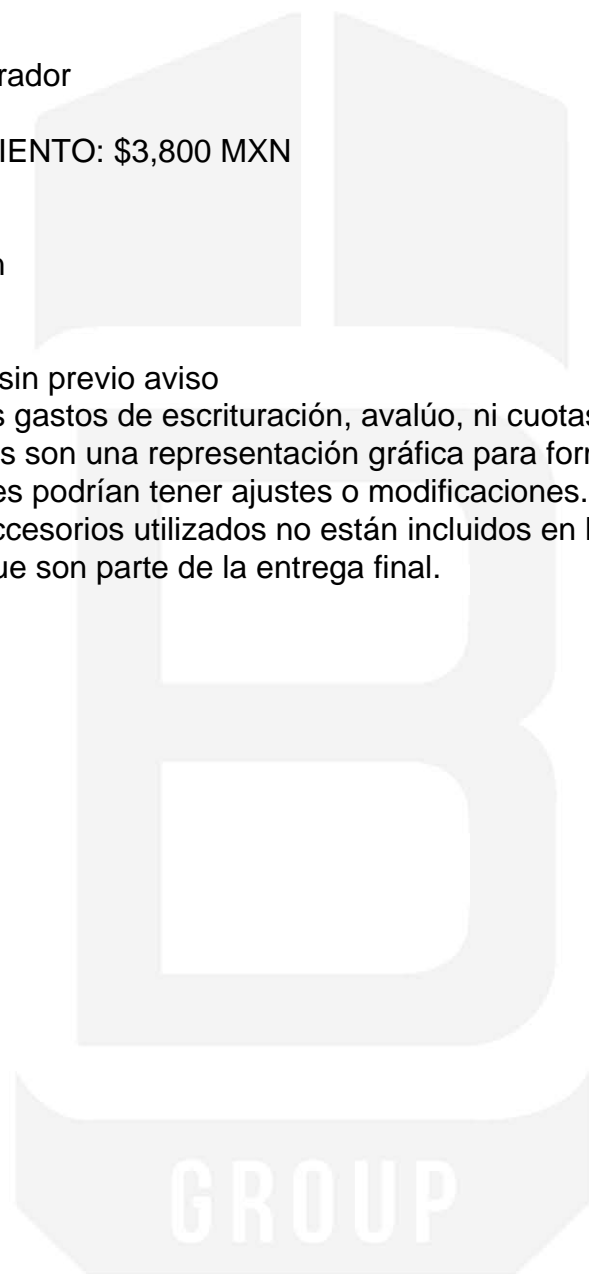 rador
IENTO: $3,800 MXN
n
sin previo aviso
s gastos de escrituración, avalúo, ni cuotas
s son una representación gráfica para for
es podrían tener ajustes o modificaciones.
ccesorios utilizados no están incluidos en l
ue son parte de la entrega final.
B
GROUP